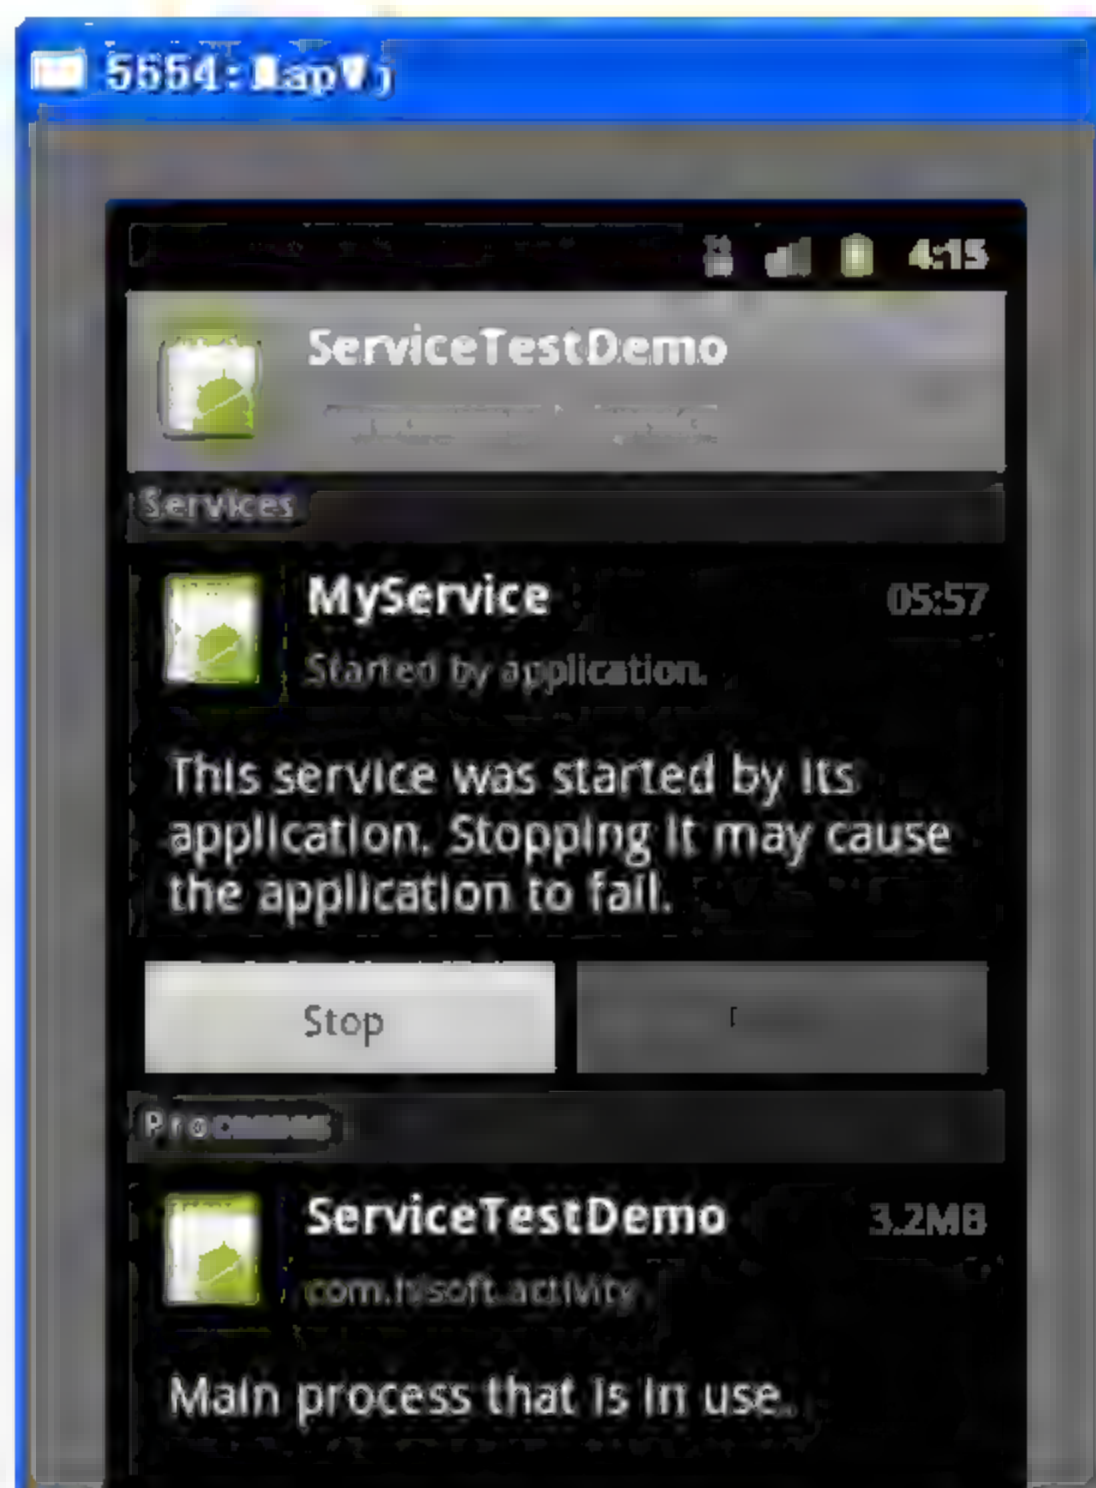 5554:MapVj
4:15
ServiceTestDemo
Services
MyService
05:57
Started by application.
This service was started by its
application. Stopping it may cause
the application to fail.
Stop
ServiceTestDemo
3.2MB
Main process that is in use.